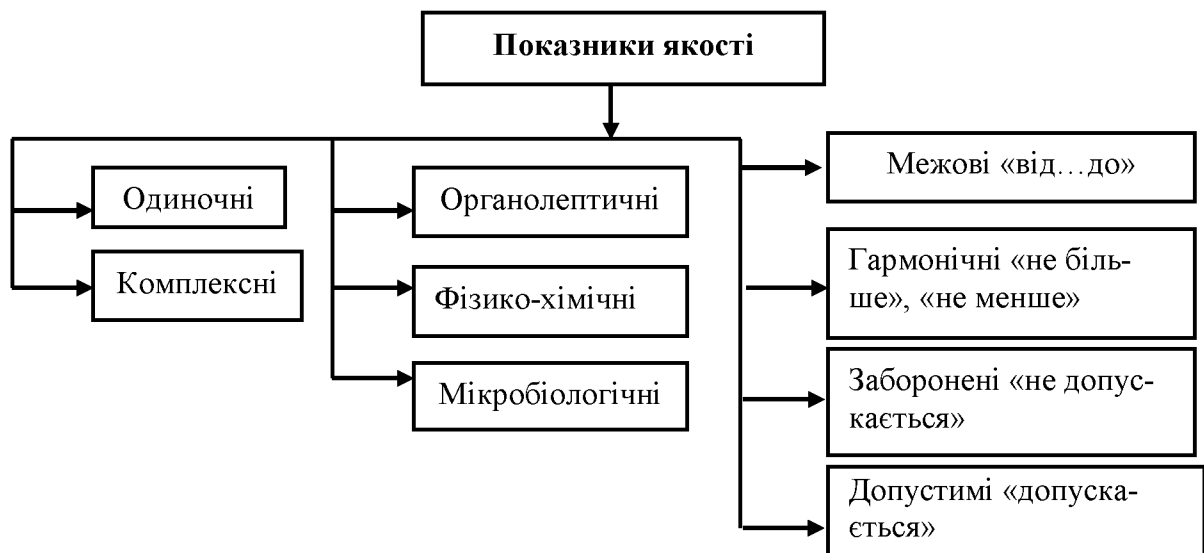 Показники якості
Одиночні
Комплексні
Органолептичні
Фізико-хімічні
Мікробіологічні
Межові «від…до»
Гармонічні «не біль-
ше», «не менше»
Заборонені «не допус-
кається»
Допустимі «допуска-
ється»